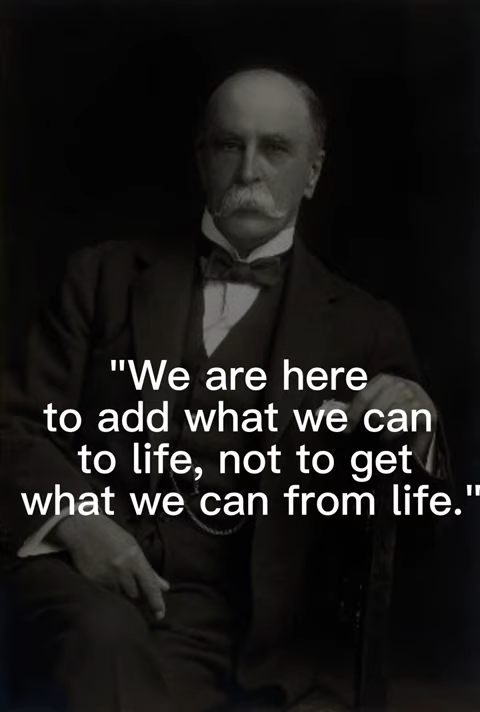 "We are here
to add what we can
to life, not to get
what we can from life."